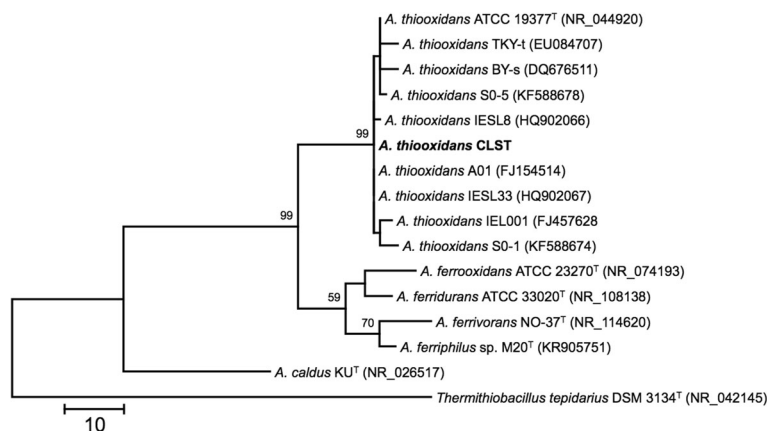 A. thiooxidans ATCC 19377ᵀ (NR_044920)
A. thiooxidans TKY-t (EU084707)
A. thiooxidans BY-s (DQ676511)
A. thiooxidans S0-5 (KF588678)
A. thiooxidans IESL8 (HQ902066)
99
A. thiooxidans CLST
A. thiooxidans A01 (FJ154514)
A. thiooxidans IESL33 (HQ902067)
99
A. thiooxidans IEL001 (FJ457628
A. thiooxidans S0-1 (KF588674)
A. ferrooxidans ATCC 23270ᵀ (NR_074193)
59
A. ferridurans ATCC 33020ᵀ (NR_108138)
70
A. ferrivorans NO-37ᵀ (NR_114620)
A. ferriphilus sp. M20ᵀ (KR905751)
A. caldus KUᵀ (NR_026517)
Thermithiobacillus tepidarius DSM 3134ᵀ (NR_042145)
10